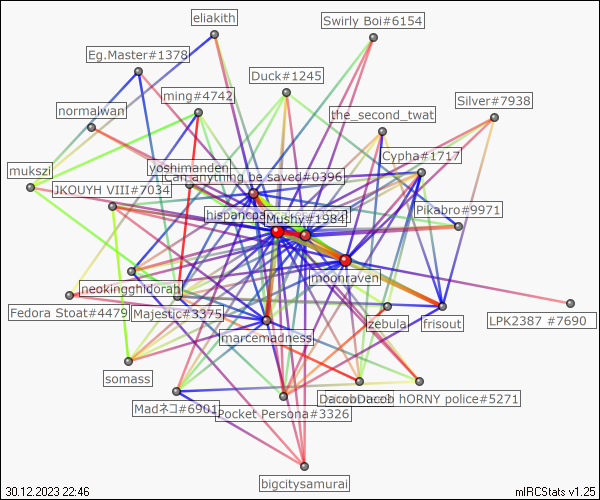 eliakith
Swirly Boi#6154
Eg.Master#1378
Duck#1245
ming#4742
Silver#7938
normalwan
the_second_twat
Cypha#1717
yoshimanden
mukszi
JKOUYH VIII#7034
Can anything be saved#0396
Pikabro#9971
Mushy#1984
moonraven
neokingghidorah
Fedora Stoat#4479
Majestic#3375
zebula
frisout
LPK2387 #7690
marcemadness
somass
hORNY police#5271
Madネコ#6901
Pocket Persona#3326
bigcitysamurai
30.12.2023 22:46
mIRCStats v1.25